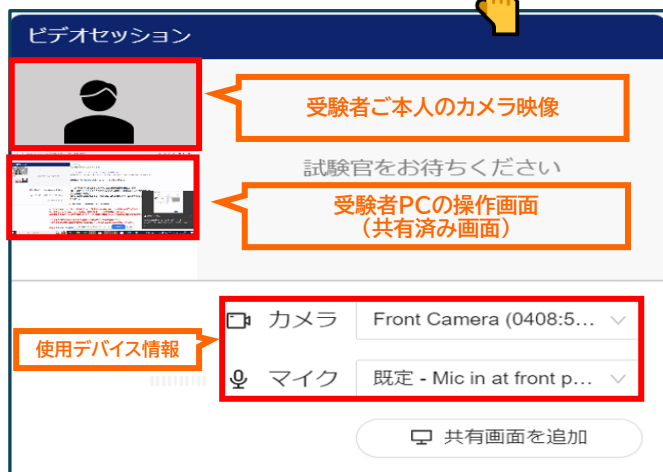 ビデオセッション
受験者ご本人のカメラ映像
試験官をお待ちください
受験者PCの操作画面
（共有済み画面）
使用デバイス情報
カメラ
Front Camera (0408:5...
マイク
既定 - Mic in at front p...
共有画面を追加